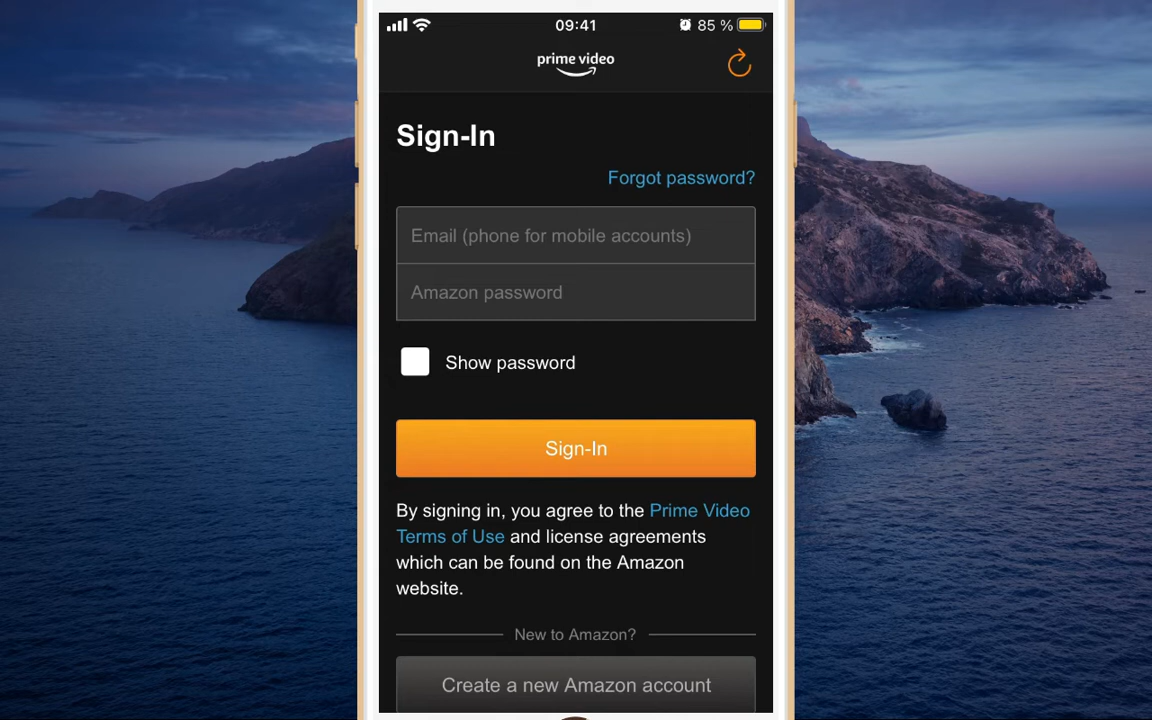 09:41
85 %
prime video
Sign-In
Forgot password?
Email (phone for mobile accounts)
Amazon password
Show password
Sign-In
By signing in, you agree to the Prime Video
Terms of Use and license agreements
which can be found on the Amazon
website.
New to Amazon?
Create a new Amazon account